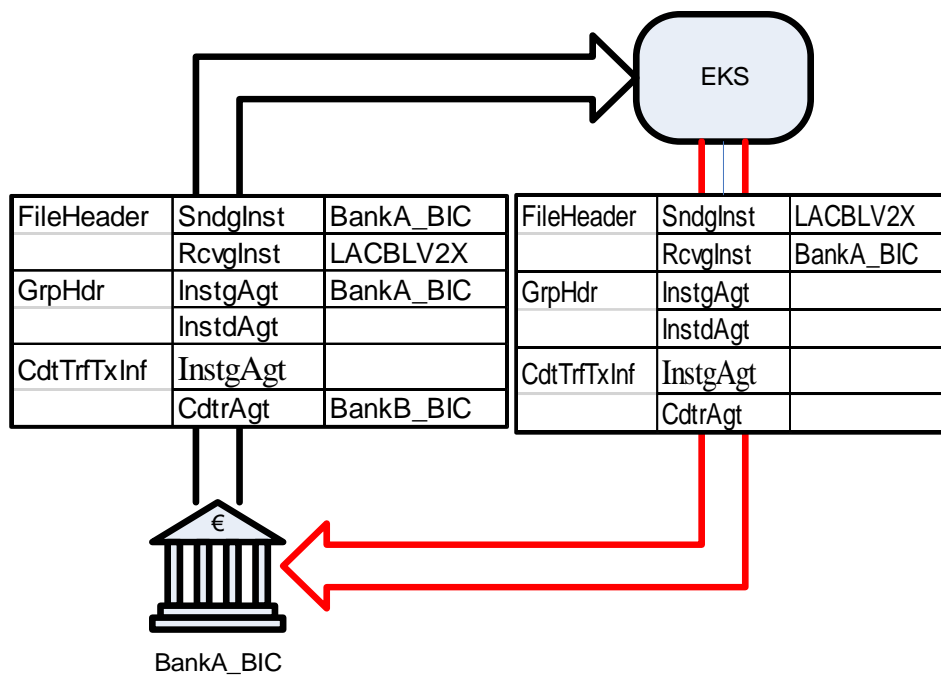 EKS
FileHeader SndgInst BankA_BIC
RcvgInst LACBLV2X
GrpHdr InstgAgt BankA_BIC
InstdAgt
CdtTrfTxInf InstgAgt
CdtrAgt BankB_BIC
FileHeader SndgInst LACBLV2X
RcvgInst BankA_BIC
GrpHdr InstgAgt
InstdAgt
CdtTrfTxInf InstgAgt
CdtrAgt
€
BankA_BIC